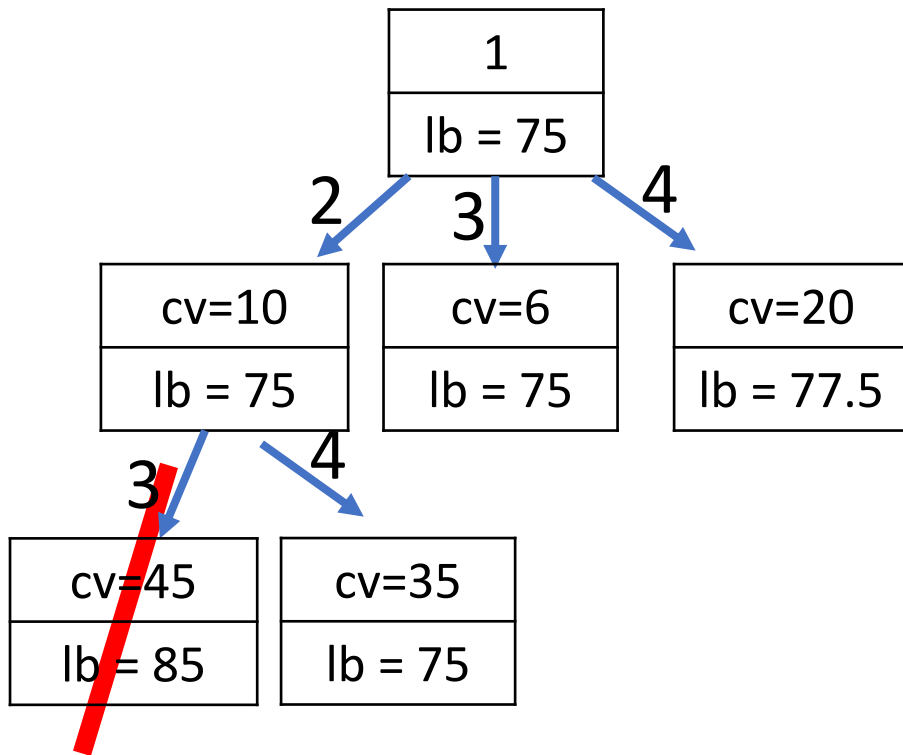 1
lb = 75
2
3
4
cv=10
cv=6
cv=20
lb = 75
lb = 75
lb = 77.5
3
4
cv=45
cv=35
lb = 85
lb = 75